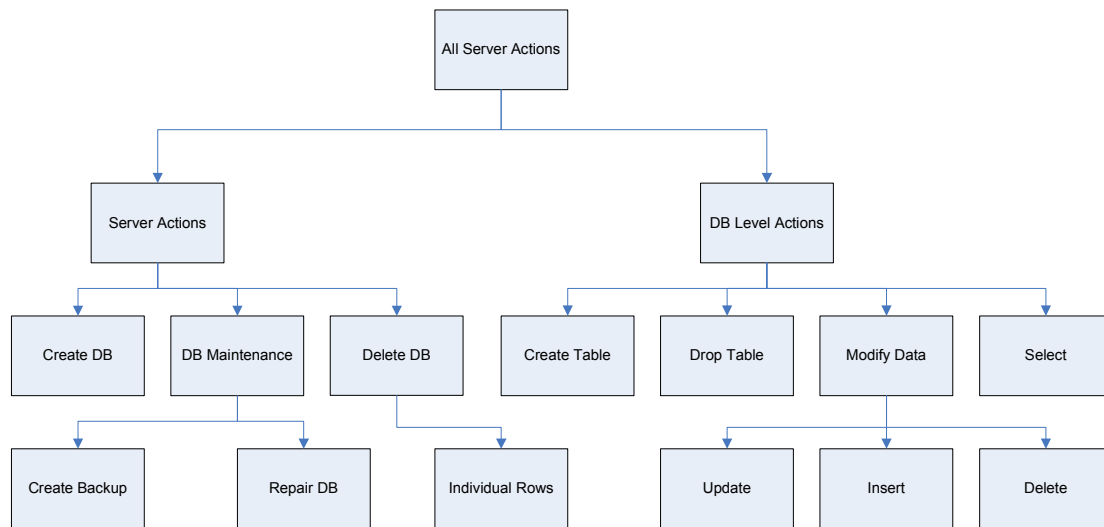 All Server Actions
Server Actions
DB Level Actions
Create DB
DB Maintenance
Delete DB
Create Table
Drop Table
Modify Data
Select
Create Backup
Repair DB
Individual Rows
Update
Insert
Delete